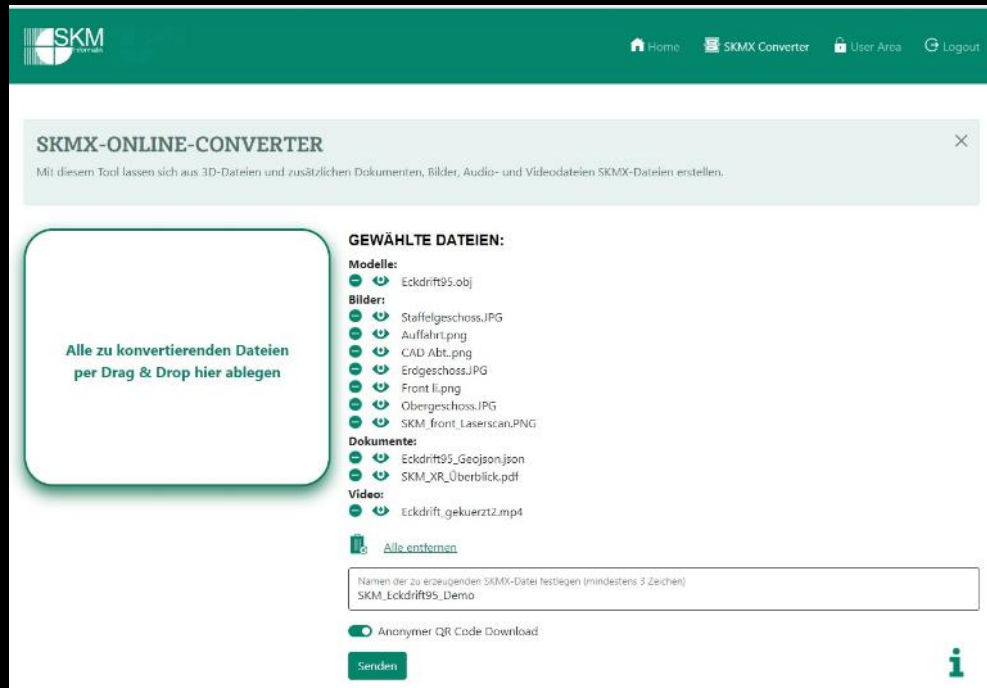 SKM
Informatik
Home
SKMX Converter
User Area
Logout
SKMX-ONLINE-CONVERTER
Mit diesem Tool lassen sich aus 3D-Dateien und zusätzlichen Dokumenten, Bilder, Audio- und Videodateien SKMX-Dateien erstellen.
Alle zu konvertierenden Dateien
per Drag & Drop hier ablegen
GEWÄHLTE DATEIEN:
Modelle:
Eckdrift95.obj
Bilder:
Staffelgeschoss.JPG
Auffahrt.png
CAD Abt..png
Erdgeschoss.JPG
Front li.png
Obergeschoss.JPG
SKM_front_Laserscan.PNG
Dokumente:
Eckdrift95_Geojson.json
SKM_XR_Überblick.pdf
Video:
Eckdrift_gekuerzt2.mp4
Alle entfernen
Namen der zu erzeugenden SKMX-Datei festlegen (mindestens 3 Zeichen)
SKM_Eckdrift95_Demo
Anonymer QR Code Download
Senden